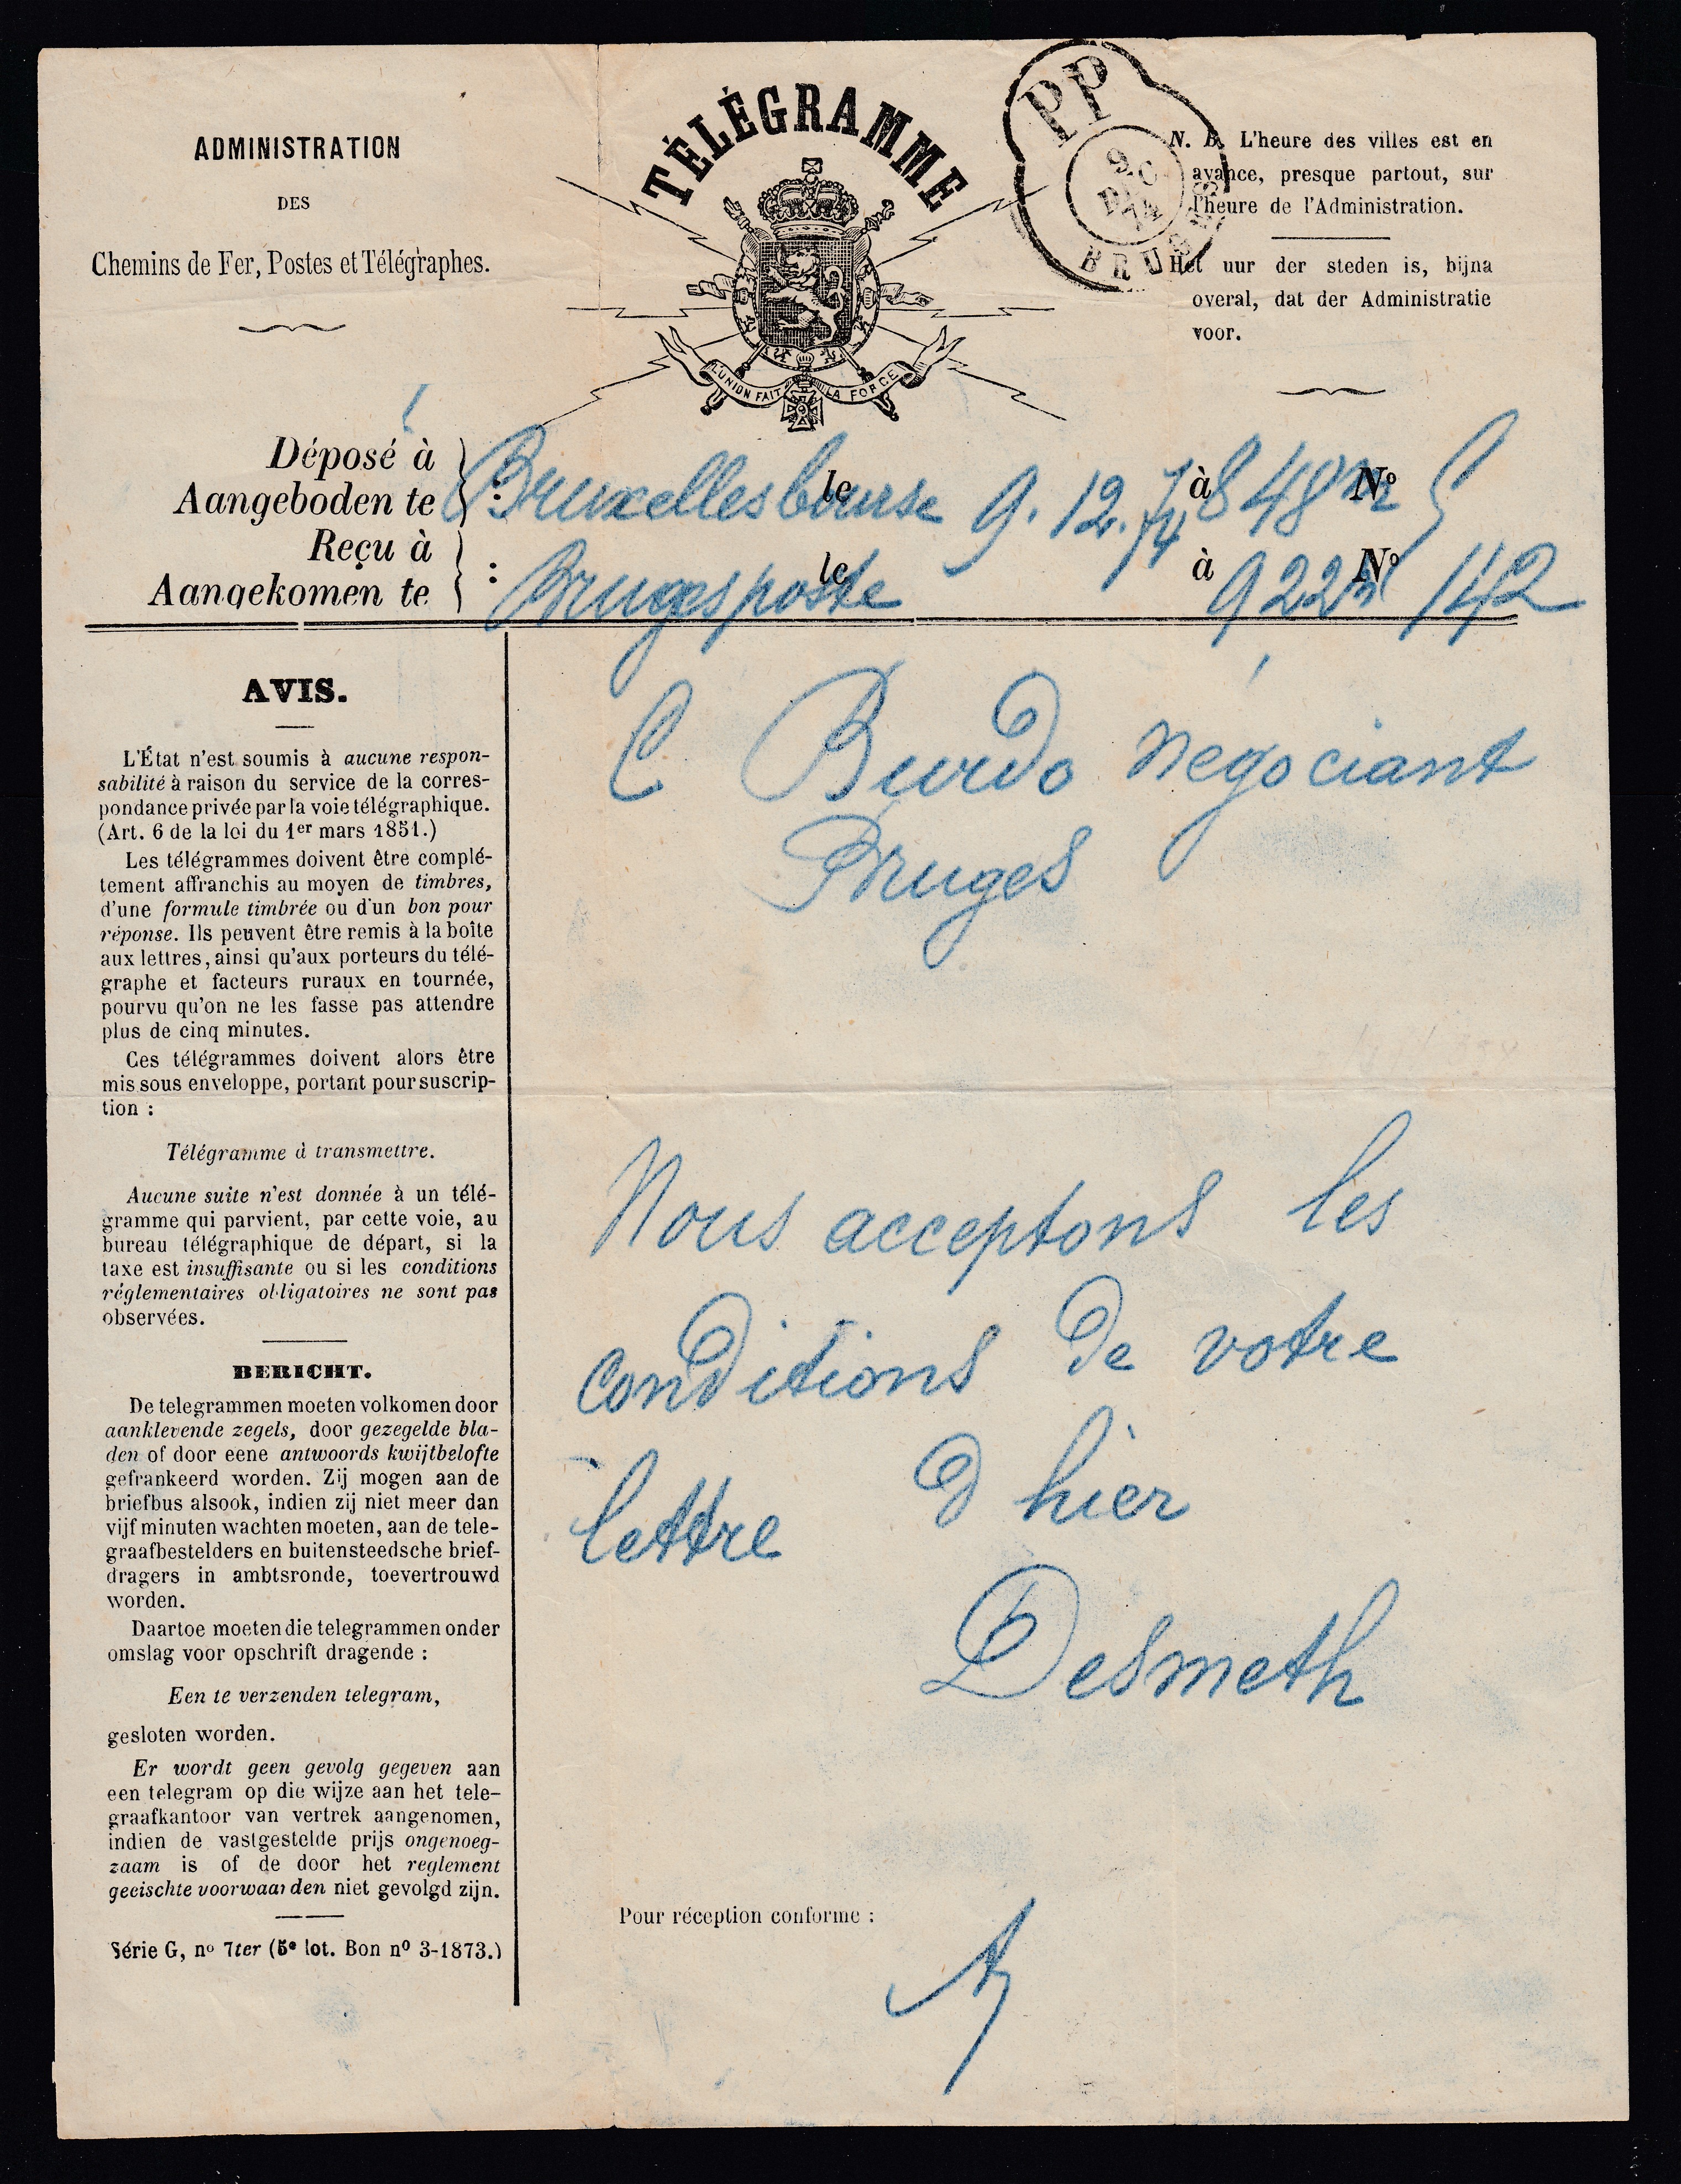 ADMINISTRATION
DES
Chemins de Fer, Postes et Télégraphes.
TÉLÉGRAMME
L'UNION FAIT LA FORCE
PP
9
DÉC
74
BRUGES
N. B. L'heure des villes est en
avance, presque partout, sur
l'heure de l'Administration.
Het uur der steden is, bijna
overal, dat der Administratie
voor.
Déposé à
Aangeboden te : Bruxelles bourse le 9. 12. 74 à 8 48 m No
Reçu à
Aangekomen te : Bruges poste le à 9 22 No 142
AVIS.
L'État n'est soumis à aucune respon-
sabilité à raison du service de la corres-
pondance privée par la voie télégraphique.
(Art. 6 de la loi du 1er mars 1851.)
Les télégrammes doivent être complé-
tement affranchis au moyen de timbres,
d'une formule timbrée ou d'un bon pour
réponse. Ils peuvent être remis à la boîte
aux lettres, ainsi qu'aux porteurs du télé-
graphe et facteurs ruraux en tournée,
pourvu qu'on ne les fasse pas attendre
plus de cinq minutes.
Ces télégrammes doivent alors être
mis sous enveloppe, portant pour suscrip-
tion :
Télégramme à transmettre.
Aucune suite n'est donnée à un télé-
gramme qui parvient, par cette voie, au
bureau télégraphique de départ, si la
taxe est insuffisante ou si les conditions
réglementaires obligatoires ne sont pas
observées.
BERICHT.
De telegrammen moeten volkomen door
aanklevende zegels, door gezegelde bla-
den of door eene antwoords kwijtbelofte
gefrankeerd worden. Zij mogen aan de
briefbus alsook, indien zij niet meer dan
vijf minuten wachten moeten, aan de tele-
graafbestelders en buitensteedsche brief-
dragers in ambtsronde, toevertrouwd
worden.
Daartoe moeten die telegrammen onder
omslag voor opschrift dragende :
Een te verzenden telegram,
gesloten worden.
Er wordt geen gevolg gegeven aan
een telegram op die wijze aan het tele-
graafkantoor van vertrek aangenomen,
indien de vastgestelde prijs ongenoeg-
zaam is of de door het reglement
geeischte voorwaarden niet gevolgd zijn.
Série G, no 7ter (5e lot. Bon no 3-1873.)
C Burdo negociant
Bruges
Nous acceptons les
conditions de votre
lettre d hier
Desmeth
Pour réception conforme :